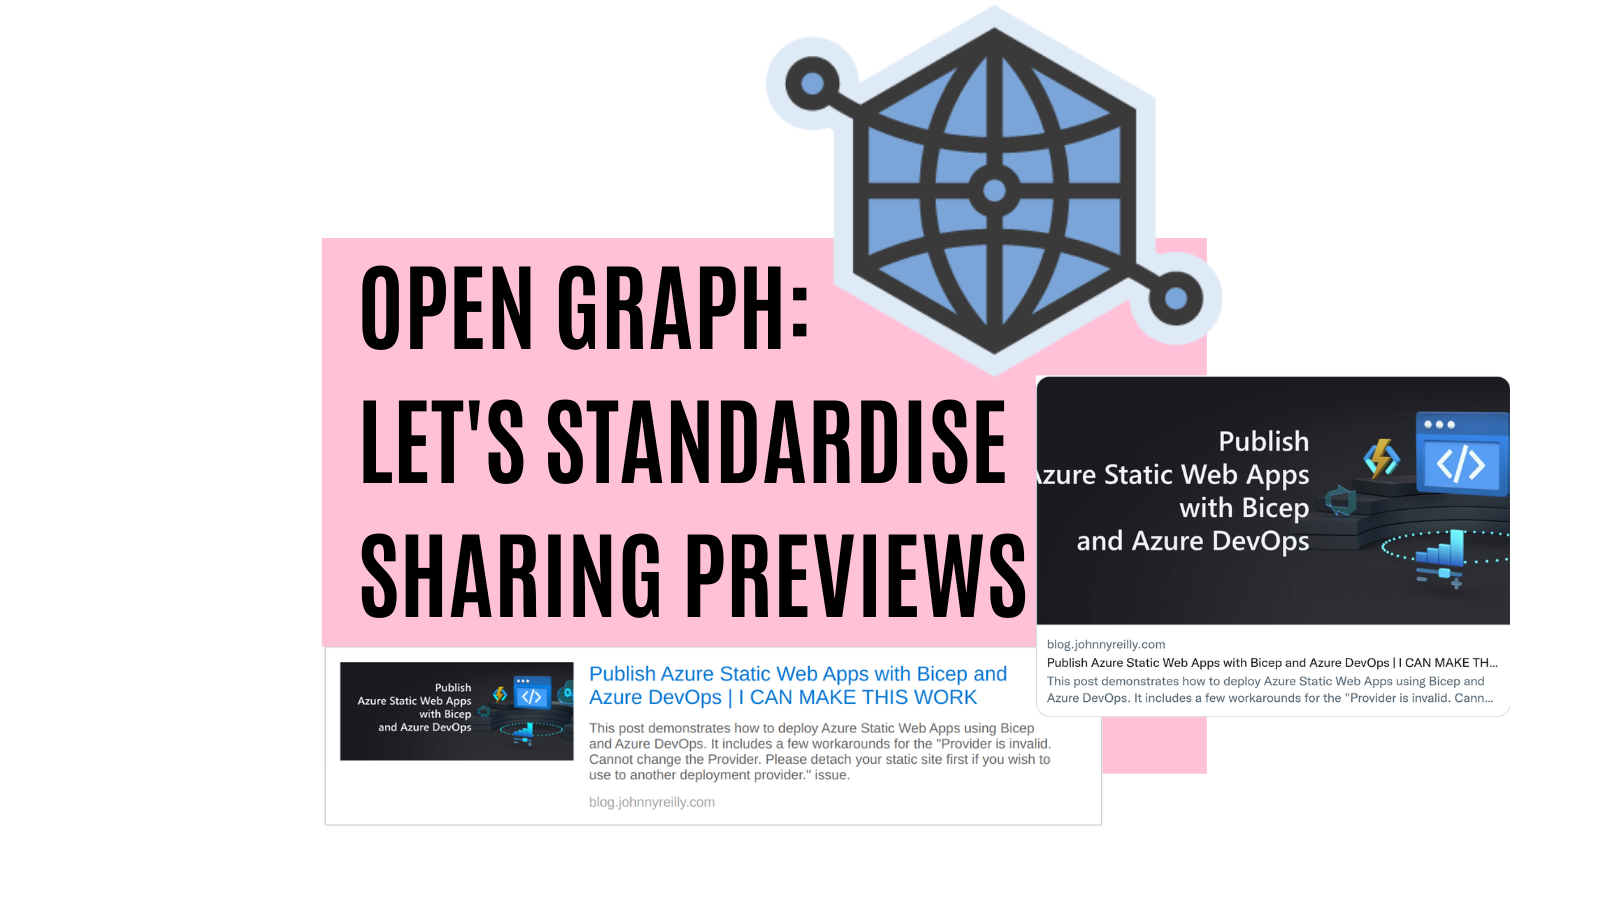 OPEN GRAPH:
LET'S STANDARDISE
SHARING PREVIEWS
Publish
Azure Static Web Apps
with Bicep
and Azure DevOps
blog.johnnyreilly.com
Publish Azure Static Web Apps with Bicep and Azure DevOps | I CAN MAKE TH...
This post demonstrates how to deploy Azure Static Web Apps using Bicep and
Azure DevOps. It includes a few workarounds for the "Provider is invalid. Cann...
Publish
Azure Static Web Apps
with Bicep
and Azure DevOps
Publish Azure Static Web Apps with Bicep and
Azure DevOps | I CAN MAKE THIS WORK
This post demonstrates how to deploy Azure Static Web Apps using Bicep
and Azure DevOps. It includes a few workarounds for the "Provider is invalid.
Cannot change the Provider. Please detach your static site first if you wish to
use to another deployment provider." issue.
blog.johnnyreilly.com